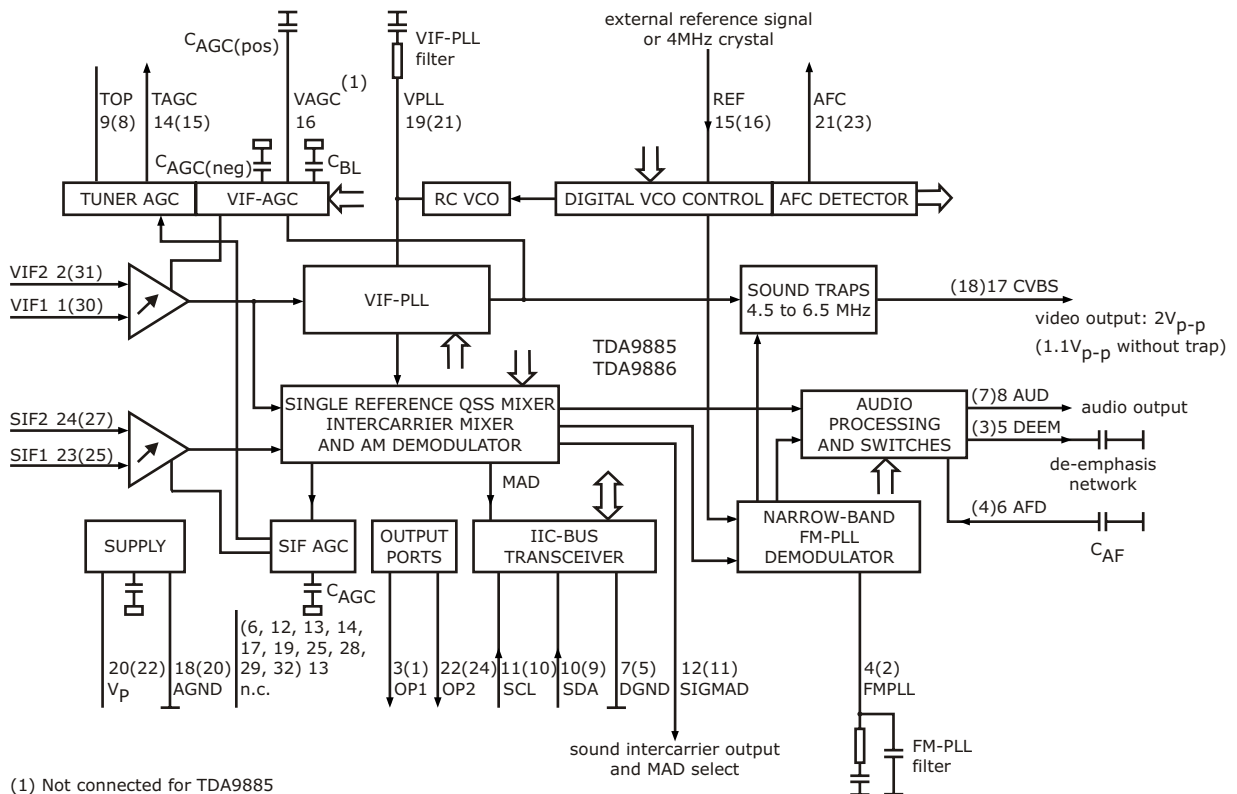 external reference signal
or 4MHz crystal
CAGC(pos)
VIF-PLL
filter
TOP
9(8)
TAGC
14(15)
VAGC (1)
16
VPLL
19(21)
REF
15(16)
AFC
21(23)
CAGC(neg)
CBL
TUNER AGC
VIF-AGC
RC VCO
DIGITAL VCO CONTROL
AFC DETECTOR
VIF2 2(31)
VIF1 1(30)
VIF-PLL
SOUND TRAPS
4.5 to 6.5 MHz
(18)17 CVBS
video output: 2Vp-p
(1.1Vp-p without trap)
TDA9885
TDA9886
SINGLE REFERENCE QSS MIXER
INTERCARRIER MIXER
AND AM DEMODULATOR
AUDIO
PROCESSING
AND SWITCHES
(7)8 AUD
audio output
(3)5 DEEM
de-emphasis
network
SIF2 24(27)
SIF1 23(25)
MAD
(4)6 AFD
CAF
SUPPLY
SIF AGC
OUTPUT
PORTS
IIC-BUS
TRANSCEIVER
NARROW-BAND
FM-PLL
DEMODULATOR
CAGC
20(22)
VP
18(20)
AGND
(6, 12, 13, 14,
17, 19, 25, 28,
29, 32) 13
n.c.
3(1)
OP1
22(24)
OP2
11(10)
SCL
10(9)
SDA
7(5)
DGND
12(11)
SIGMAD
4(2)
FMPLL
sound intercarrier output
and MAD select
FM-PLL
filter
(1) Not connected for TDA9885